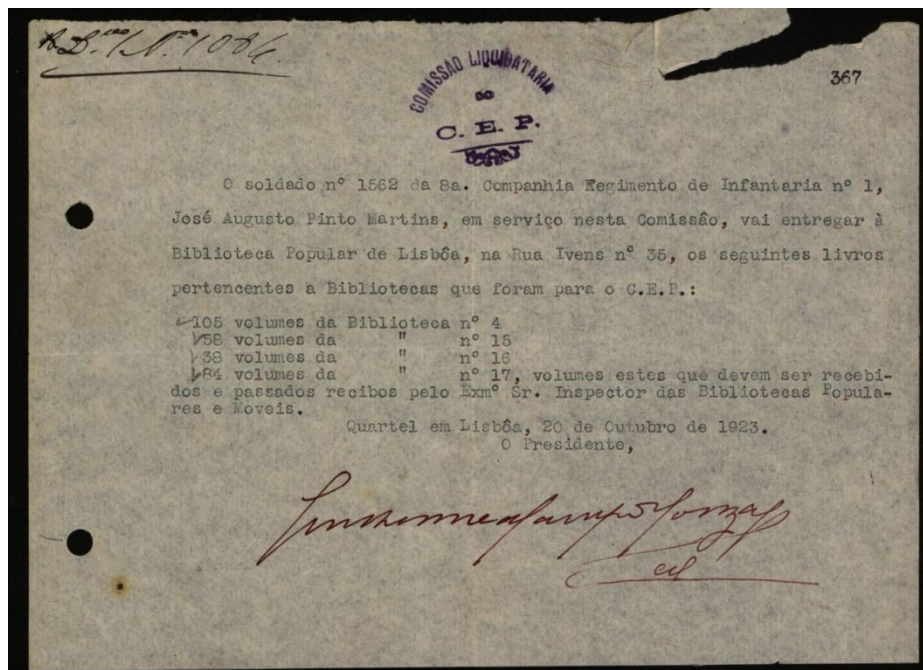 Nº 1086.
367
COMISSAO LIQUIDATARIA
DO
C. E. P.
O soldado nº 1562 da 8a. Companhia Regimento de Infantaria nº 1,
José Augusto Pinto Martins, em serviço nesta Comissão, vai entregar à
Biblioteca Popular de Lisbôa, na Rua Ivens nº 35, os seguintes livros
pertencentes a Bibliotecas que foram para o C.E.P.:
105 volumes da Biblioteca nº 4
58 volumes da " nº 15
38 volumes da " nº 16
84 volumes da " nº 17, volumes estes que devem ser recebi-
dos e passados recibos pelo Exmº Sr. Inspector das Bibliotecas Popula-
res e Moveis.
Quartel em Lisbôa, 20 de Outubro de 1923.
O Presidente,